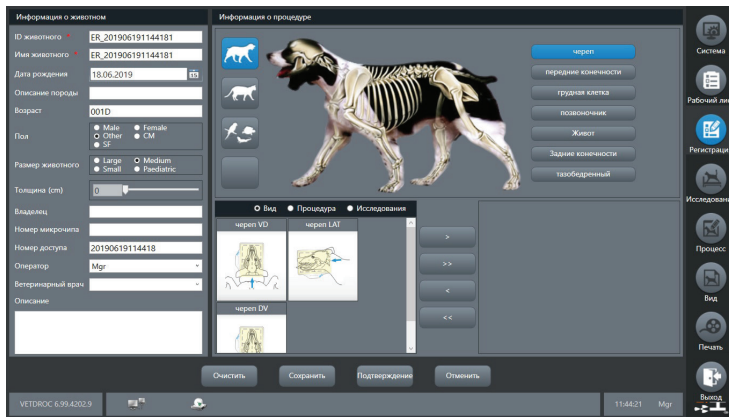 Информация о животном
ID животного * ER_201906191144181
Имя животного * ER_201906191144181
Дата рождения 18.06.2019 15
Описание породы
Возраст 001D
Пол
Male Female
Other CM
SF
Размер животного
Large Medium
Small Paediatric
Толщина (cm) 0
Владелец
Номер микрочипа
Номер доступа 20190619114418
Оператор Mgr
Ветеринарный врач
Описание
Информация о процедуре
череп
передние конечности
грудная клетка
позвоночник
Живот
Задние конечности
тазобедренный
Вид Процедура Исследования
череп VD череп LAT
череп DV
>
>>
<
<<
Система
Рабочий ли
Регистраци
Исследован
Процесс
Вид
Печать
Выход
Очистить Сохранить Подтверждение Отменить
VETDROC 6.99.4202.9 11:44:21 Mgr